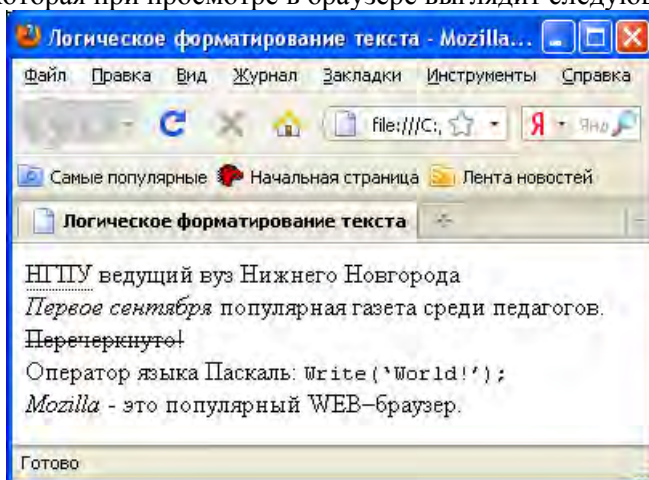 которая при просмотре в браузере выглядит следую
Логическое форматирование текста - Mozilla...
Файл Правка Вид Журнал Закладки Инструменты Справка
file:///C:, Я Янд
Самые популярные Начальная страница Лента новостей
Логическое форматирование текста
НГПУ ведущий вуз Нижнего Новгорода
Первое сентября популярная газета среди педагогов.
Перечеркнуто!
Оператор языка Паскаль: Write(‘World!’);
Mozilla - это популярный WEB–браузер.
Готово